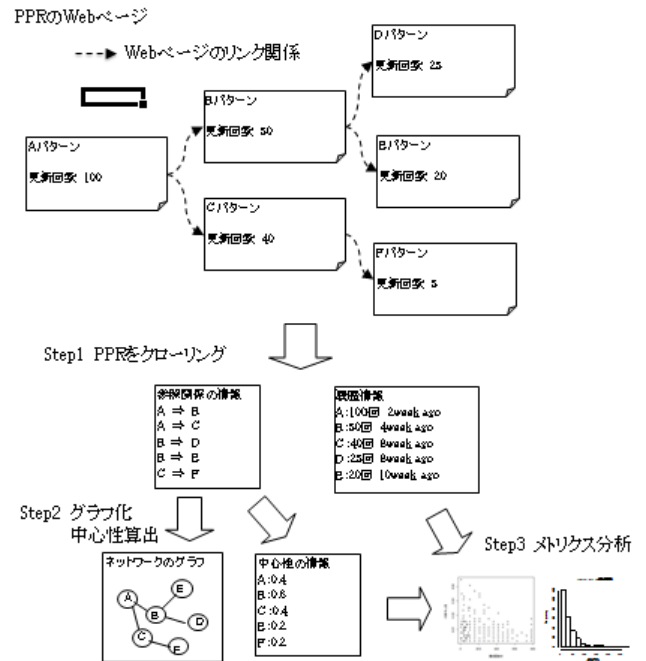 PPRのWebページ
Webページのリンク関係
Aパターン
更新回数 100
Bパターン
更新回数 50
Cパターン
更新回数 40
Dパターン
更新回数 25
Eパターン
更新回数 20
Fパターン
更新回数 5
Step1 PPRをクローリング
参照関係の情報
A ⇒ B
A ⇒ C
B ⇒ D
B ⇒ E
C ⇒ F
履歴情報
A:100回 2week ago
B:50回 4week ago
C:40回 8week ago
D:25回 8week ago
E:20回 10week ago
Step2 グラフ化
中心性算出
ネットワークのグラフ
A
B
C
D
E
F
中心性の情報
A:0.4
B:0.6
C:0.4
E:0.2
F:0.2
Step3 メトリクス分析